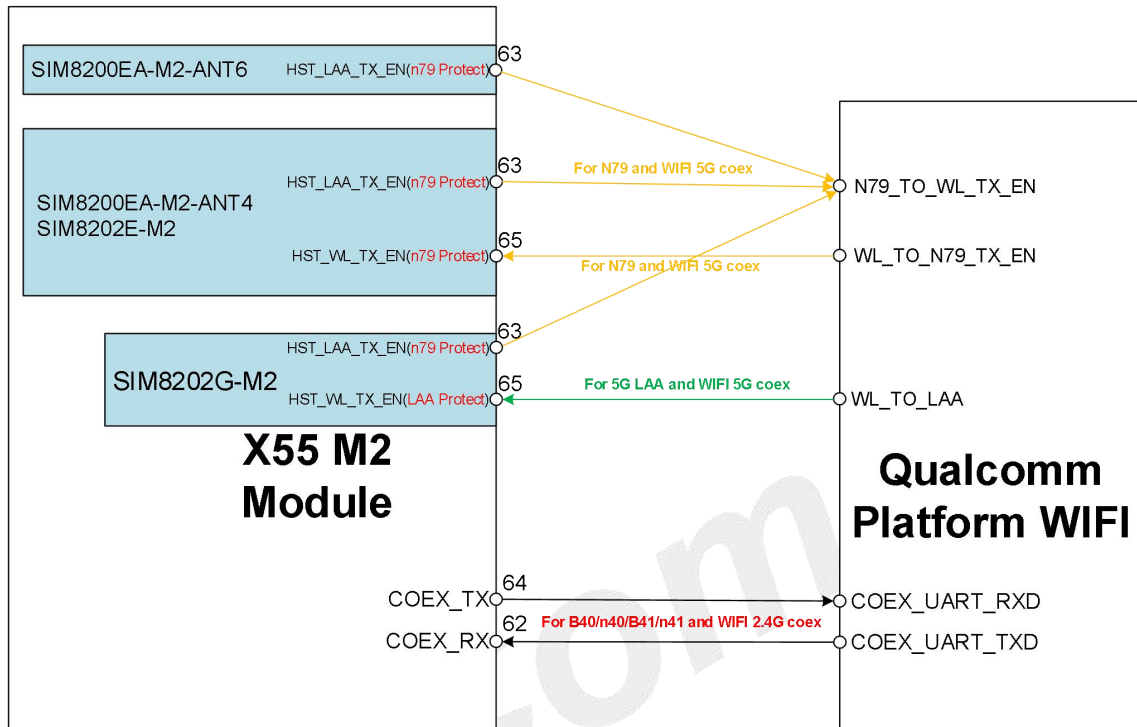 63
SIM8200EA-M2-ANT6
HST_LAA_TX_EN(n79 Protect)
63
HST_LAA_TX_EN(n79 Protect)
For N79 and WIFI 5G coex
N79_TO_WL_TX_EN
SIM8200EA-M2-ANT4
SIM8202E-M2
65
HST_WL_TX_EN(n79 Protect)
For N79 and WIFI 5G coex
WL_TO_N79_TX_EN
63
HST_LAA_TX_EN(n79 Protect)
SIM8202G-M2
65
HST_WL_TX_EN(LAA Protect)
For 5G LAA and WIFI 5G coex
WL_TO_LAA
X55 M2
Module
Qualcomm
Platform WIFI
64
COEX_TX
COEX_UART_RXD
For B40/n40/B41/n41 and WIFI 2.4G coex
62
COEX_RX
COEX_UART_TXD
.com